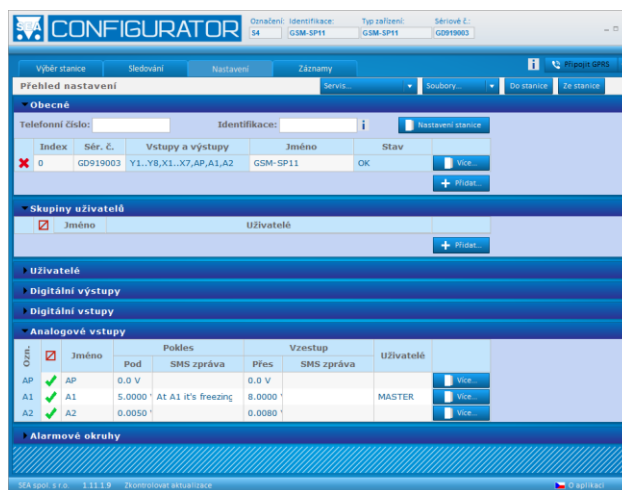 SEA CONFIGURATOR
Označení: Identifikace: Typ zařízení: Sériové č.:
S4 GSM-SP11 GSM-SP11 GD919003
Výběr stanice Sledování Nastavení Záznamy i Připojit GPRS
Přehled nastavení Servis... Soubory... Do stanice Ze stanice
Obecné
Telefonní číslo: Identifikace: i Nastavení stanice
Index Sér. č. Vstupy a výstupy Jméno Stav
0 GD919003 Y1..Y8,X1..X7,AP,A1,A2 GSM-SP11 OK Více...
Přidat...
Skupiny uživatelů
Jméno Uživatelé
Přidat...
Uživatelé
Digitální výstupy
Digitální vstupy
Analogové vstupy
Ozn. Jméno Pokles Vzestup Uživatelé
Pod SMS zpráva Přes SMS zpráva
AP AP 0.0 V 0.0 V Více...
A1 A1 5.0000 ' At A1 it's freezing 8.0000 ' MASTER Více...
A2 A2 0.0050 ' 0.0080 ' Více...
Alarmové okruhy
SEA spol. s r.o. 1.11.1.9 Zkontrolovat aktualizace O aplikaci